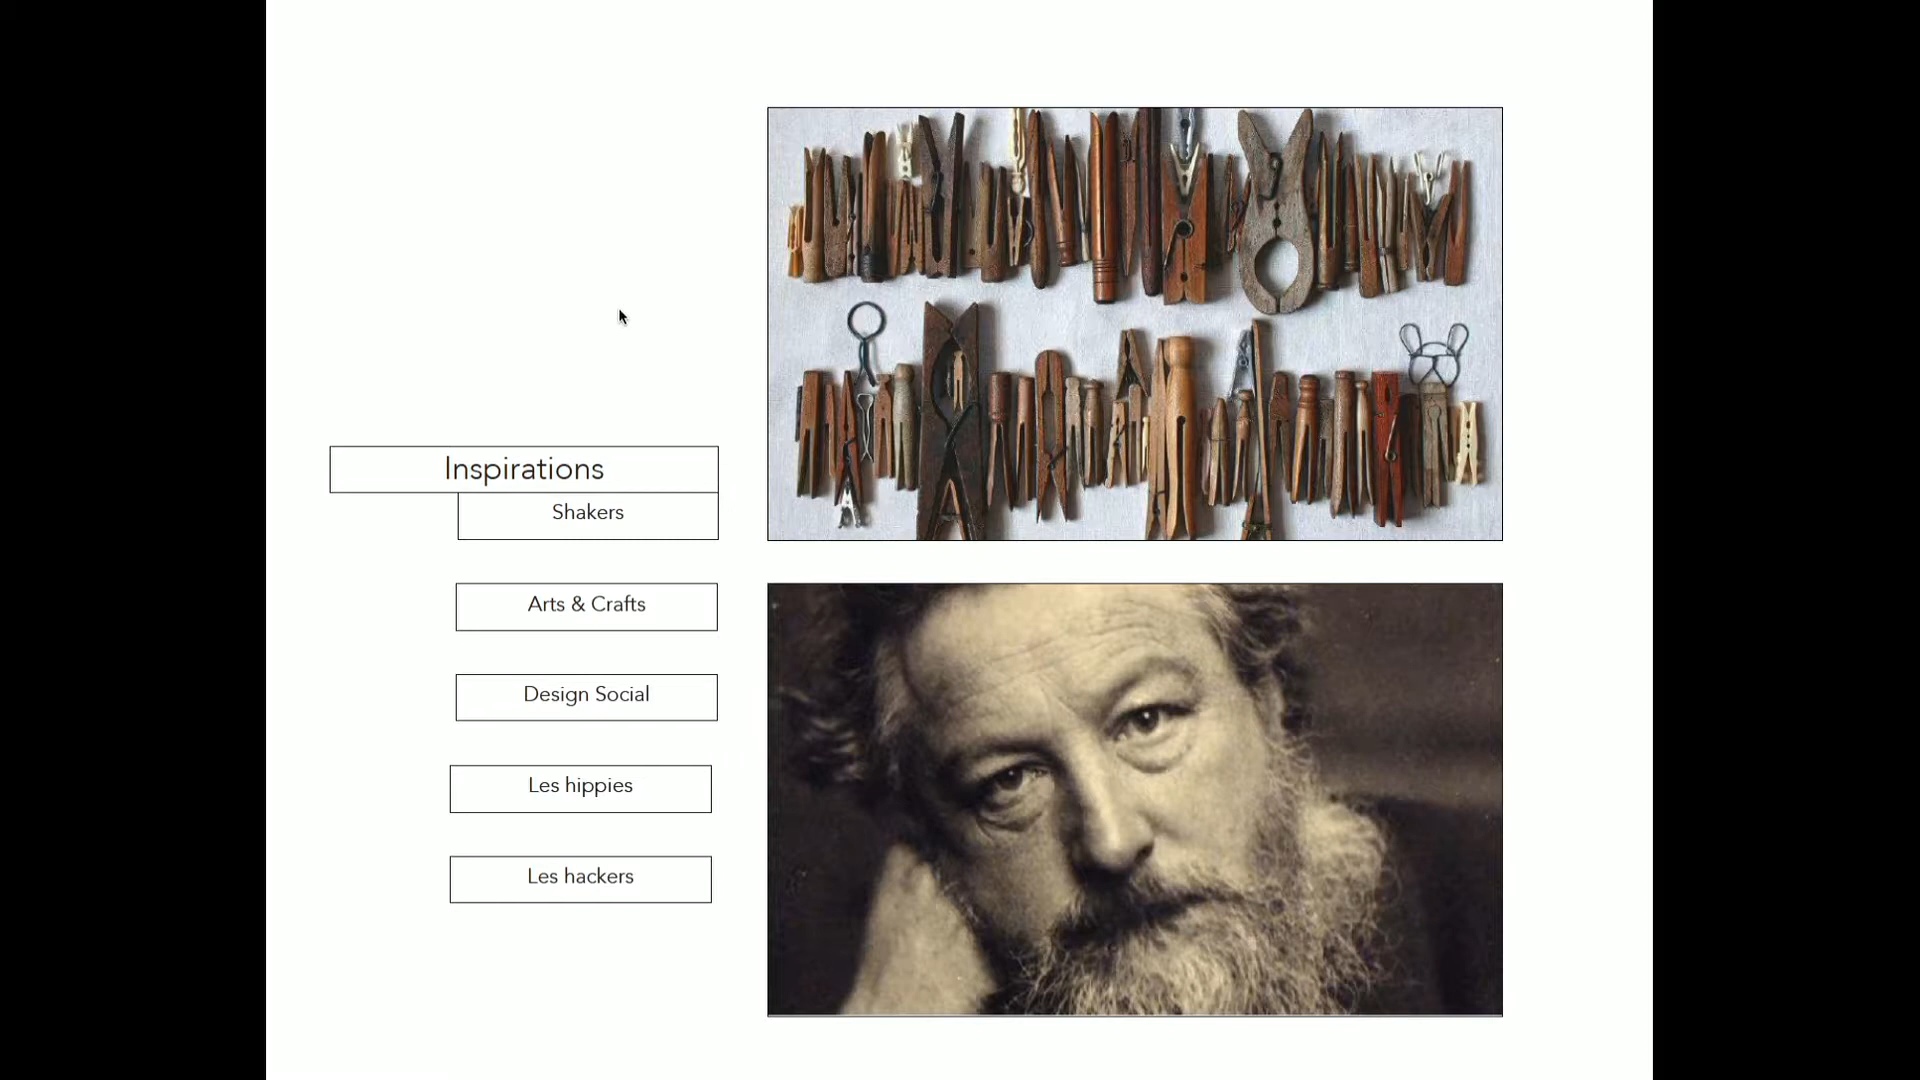 Inspirations
Shakers
Arts & Crafts
Design Social
Les hippies
Les hackers